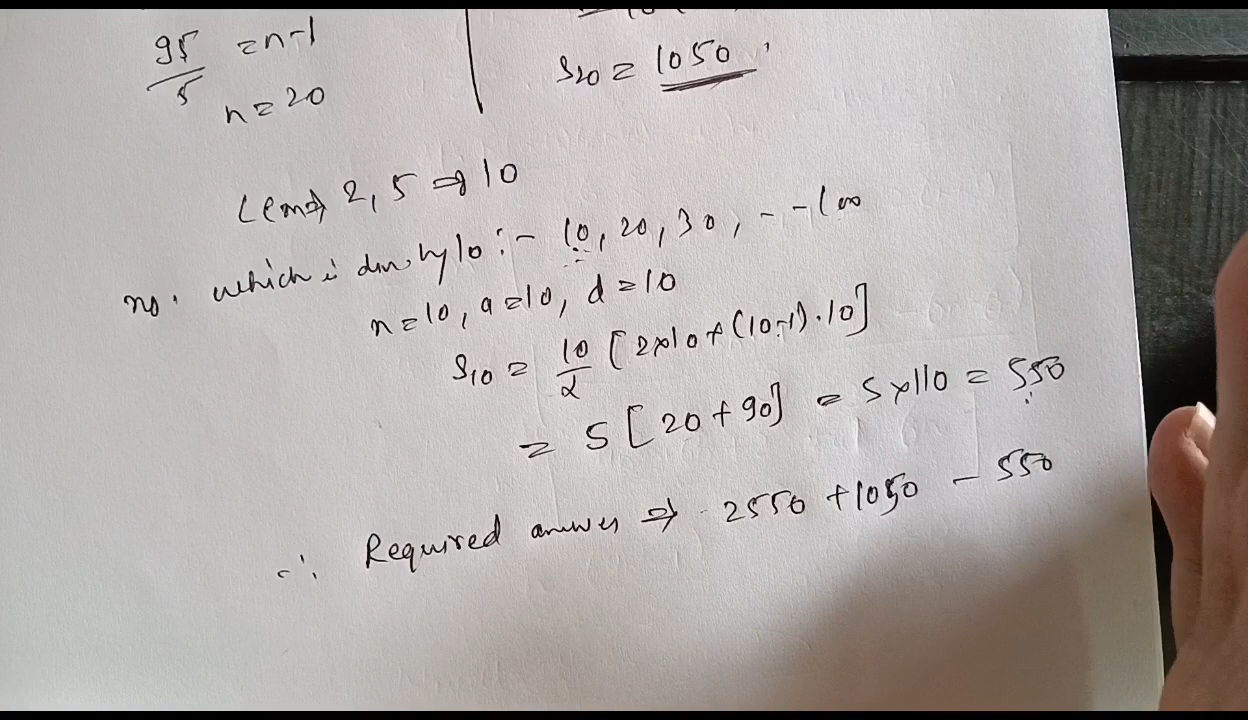 95/5 = n-1
n = 20
S20 = 1050
LCM⇒ 2, 5 ⇒ 10
no. which is div by 10 :- 10, 20, 30, - - 100
n=10, a=10, d=10
S10 = 10/2 [2×10+(10-1).10]
= 5 [20+90] = 5×110 = 550
∴ Required answer ⇒ 2550 +1050 - 550